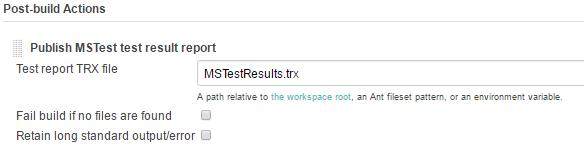 Post-build Actions
Publish MSTest test result report
Test report TRX file
MSTestResults.trx
A path relative to the workspace root, an Ant fileset pattern, or an environment variable.
Fail build if no files are found
Retain long standard output/error